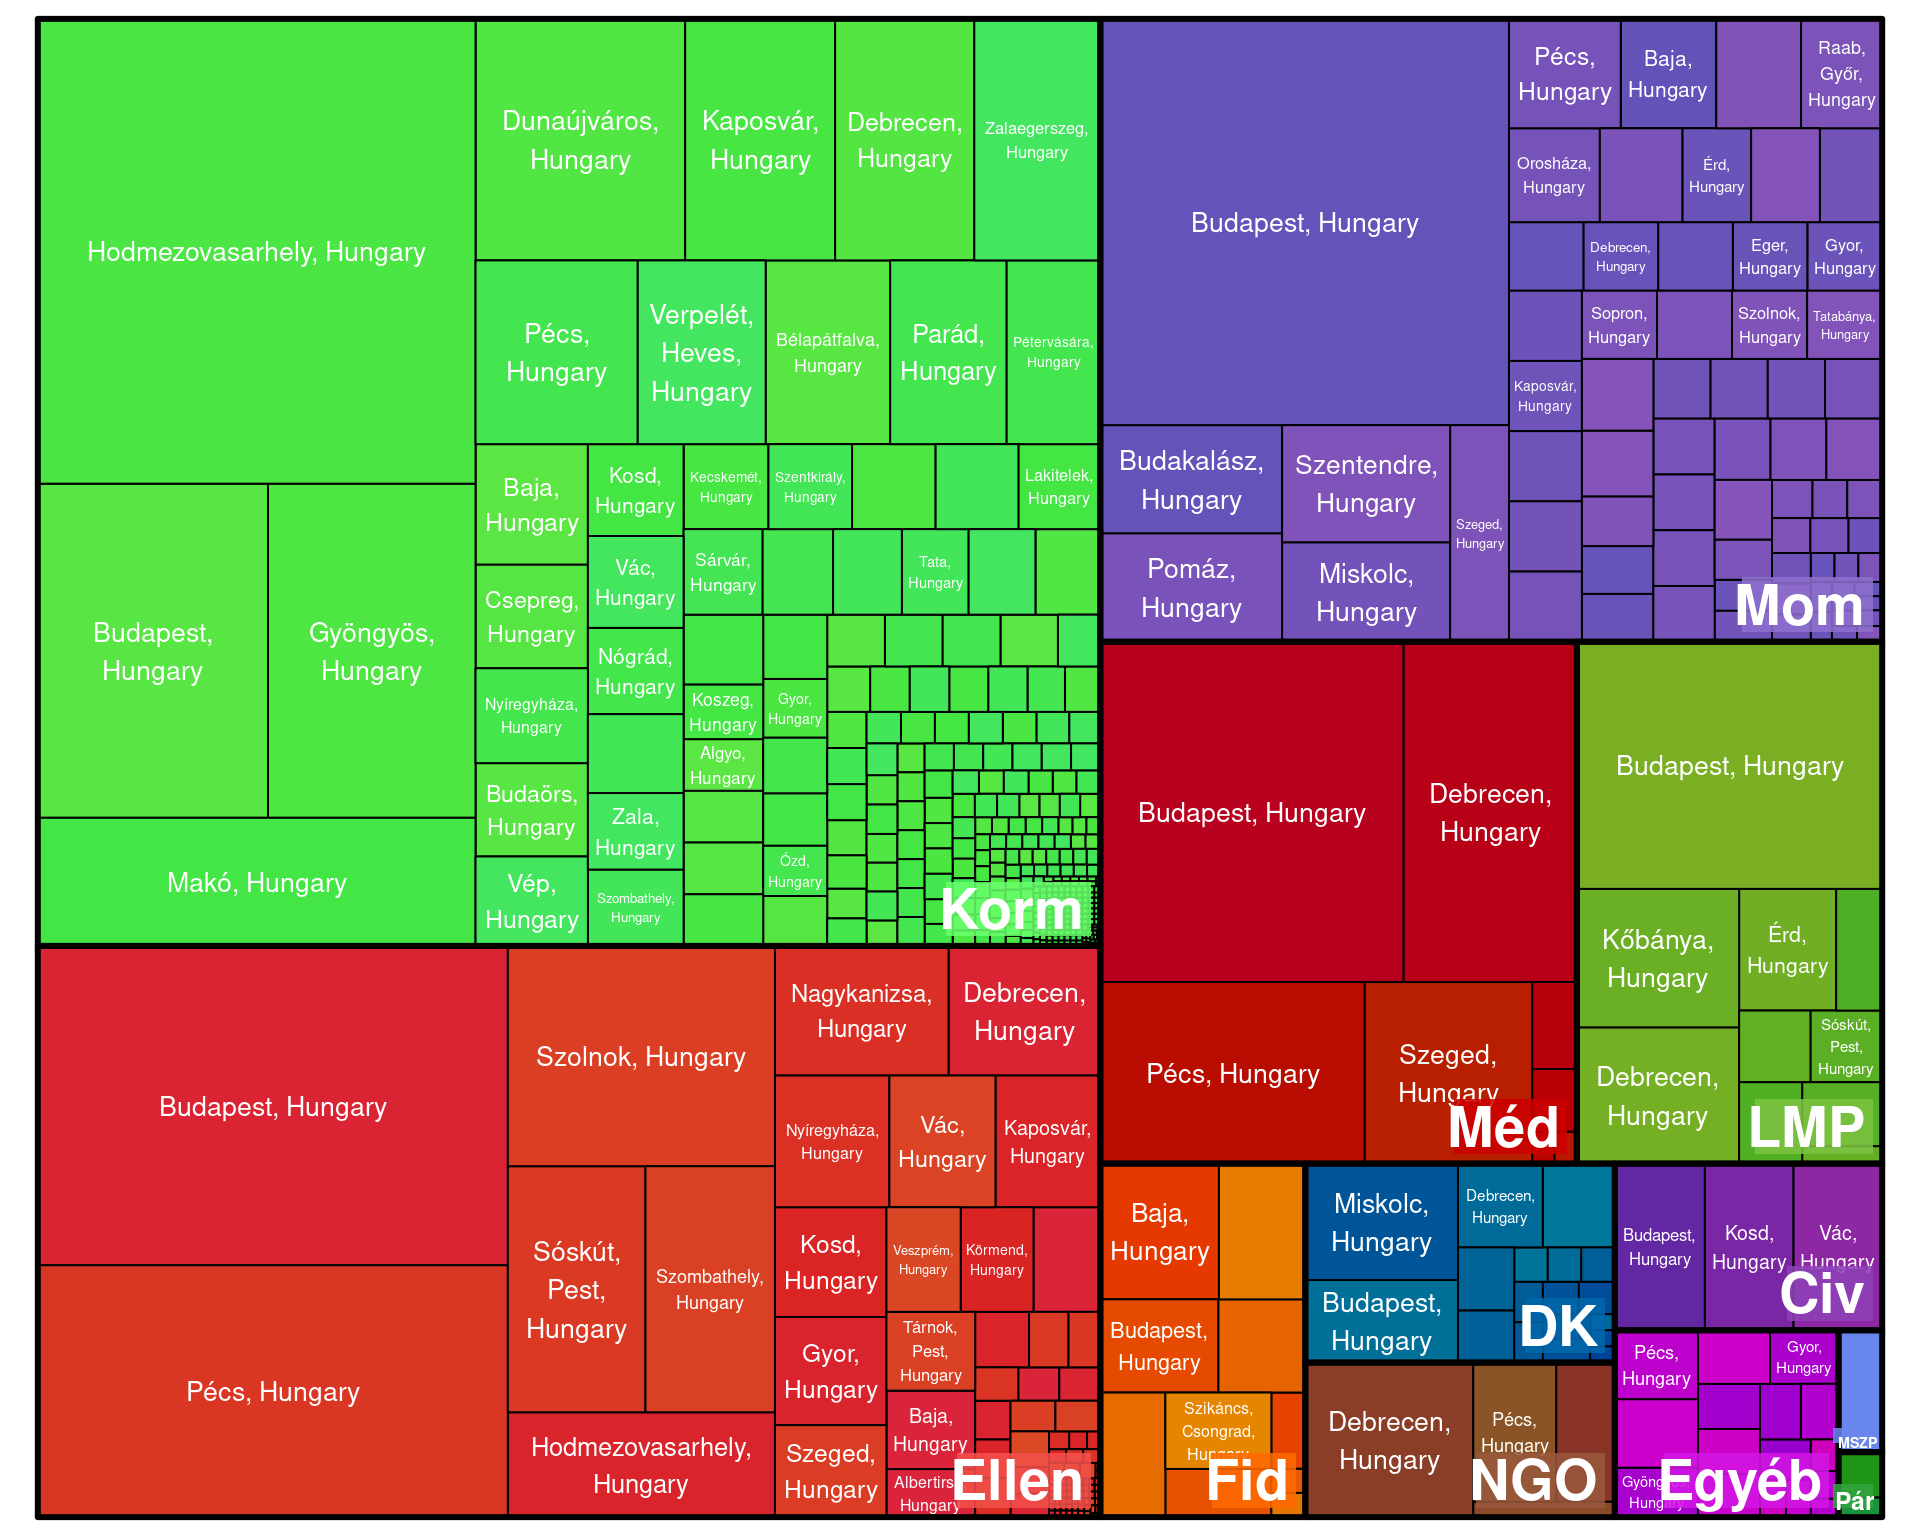 Hodmezovasarhely, Hungary
Budapest,
Hungary
Gyöngyös,
Hungary
Makó, Hungary
Dunaújváros,
Hungary
Kaposvár,
Hungary
Debrecen,
Hungary
Zalaegerszeg,
Hungary
Pécs,
Hungary
Verpelét,
Heves,
Hungary
Bélapátfalva,
Hungary
Parád,
Hungary
Pétervására,
Hungary
Baja,
Hungary
Csepreg,
Hungary
Nyíregyháza,
Hungary
Budaörs,
Hungary
Vép,
Hungary
Kosd,
Hungary
Vác,
Hungary
Nógrád,
Hungary
Zala,
Hungary
Szombathely,
Hungary
Kecskemét,
Hungary
Szentkirály,
Hungary
Lakitelek,
Hungary
Sárvár,
Hungary
Tata,
Hungary
Koszeg,
Hungary
Gyor,
Hungary
Algyo,
Hungary
Ózd,
Hungary
Korm
Budapest, Hungary
Budakalász,
Hungary
Pomáz,
Hungary
Szentendre,
Hungary
Miskolc,
Hungary
Szeged,
Hungary
Pécs,
Hungary
Baja,
Hungary
Raab,
Győr,
Hungary
Orosháza,
Hungary
Érd,
Hungary
Debrecen,
Hungary
Eger,
Hungary
Gyor,
Hungary
Sopron,
Hungary
Szolnok,
Hungary
Tatabánya,
Hungary
Kaposvár,
Hungary
Mom
Budapest, Hungary
Debrecen,
Hungary
Pécs, Hungary
Szeged,
Hungary
Méd
Budapest, Hungary
Kőbánya,
Hungary
Debrecen,
Hungary
Érd,
Hungary
Sóskút,
Pest,
Hungary
LMP
Budapest, Hungary
Pécs, Hungary
Szolnok, Hungary
Sóskút,
Pest,
Hungary
Szombathely,
Hungary
Hodmezovasarhely,
Hungary
Nagykanizsa,
Hungary
Debrecen,
Hungary
Nyíregyháza,
Hungary
Vác,
Hungary
Kaposvár,
Hungary
Kosd,
Hungary
Gyor,
Hungary
Szeged,
Hungary
Veszprém,
Hungary
Körmend,
Hungary
Tárnok,
Pest,
Hungary
Baja,
Hungary
Hungary
Ellen
Baja,
Hungary
Budapest,
Hungary
Szikáncs,
Csongrad,
Hungary
Fid
Miskolc,
Hungary
Budapest,
Hungary
Debrecen,
Hungary
DK
Debrecen,
Hungary
Pécs,
Hungary
NGO
Budapest,
Hungary
Kosd,
Hungary
Vác,
Hungary
Civ
Pécs,
Hungary
Gyor,
Hungary
Egyéb
MSZP
Pár